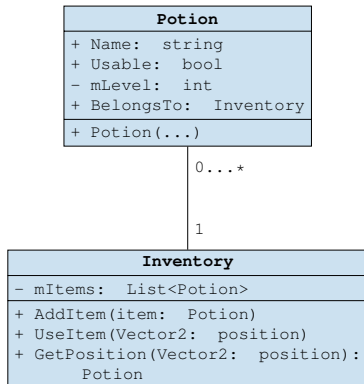 Potion
+ Name: string
+ Usable: bool
− mLevel: int
+ BelongsTo: Inventory
+ Potion(...)
0...*
1
Inventory
− mItems: List<Potion>
+ AddItem(item: Potion)
+ UseItem(Vector2: position)
+ GetPosition(Vector2: position):
Potion